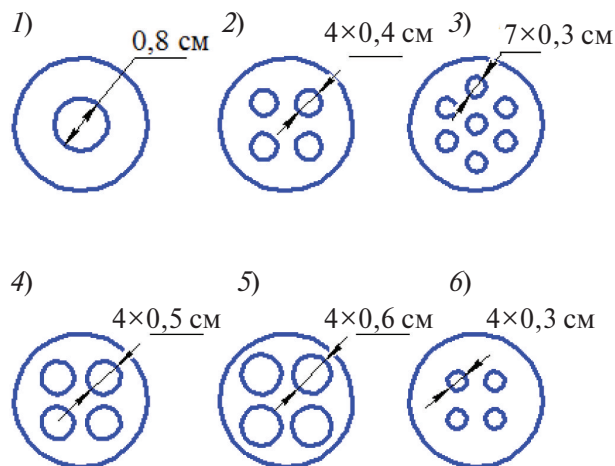 1) 0,8 см
2) 4×0,4 см
3) 7×0,3 см
4) 4×0,5 см
5) 4×0,6 см
6) 4×0,3 см